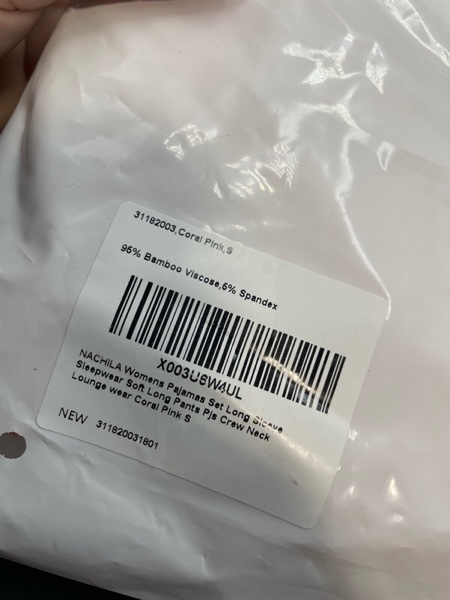 31182003,Coral Pink,S
95% Bamboo Viscose,5% Spandex
X003U6W4UL
NACHILA Womens Pajamas Set Long Sleeve
Sleepwear Soft Long Pants Pjs Crew Neck
Lounge wear Coral Pink S
NEW 311820031801